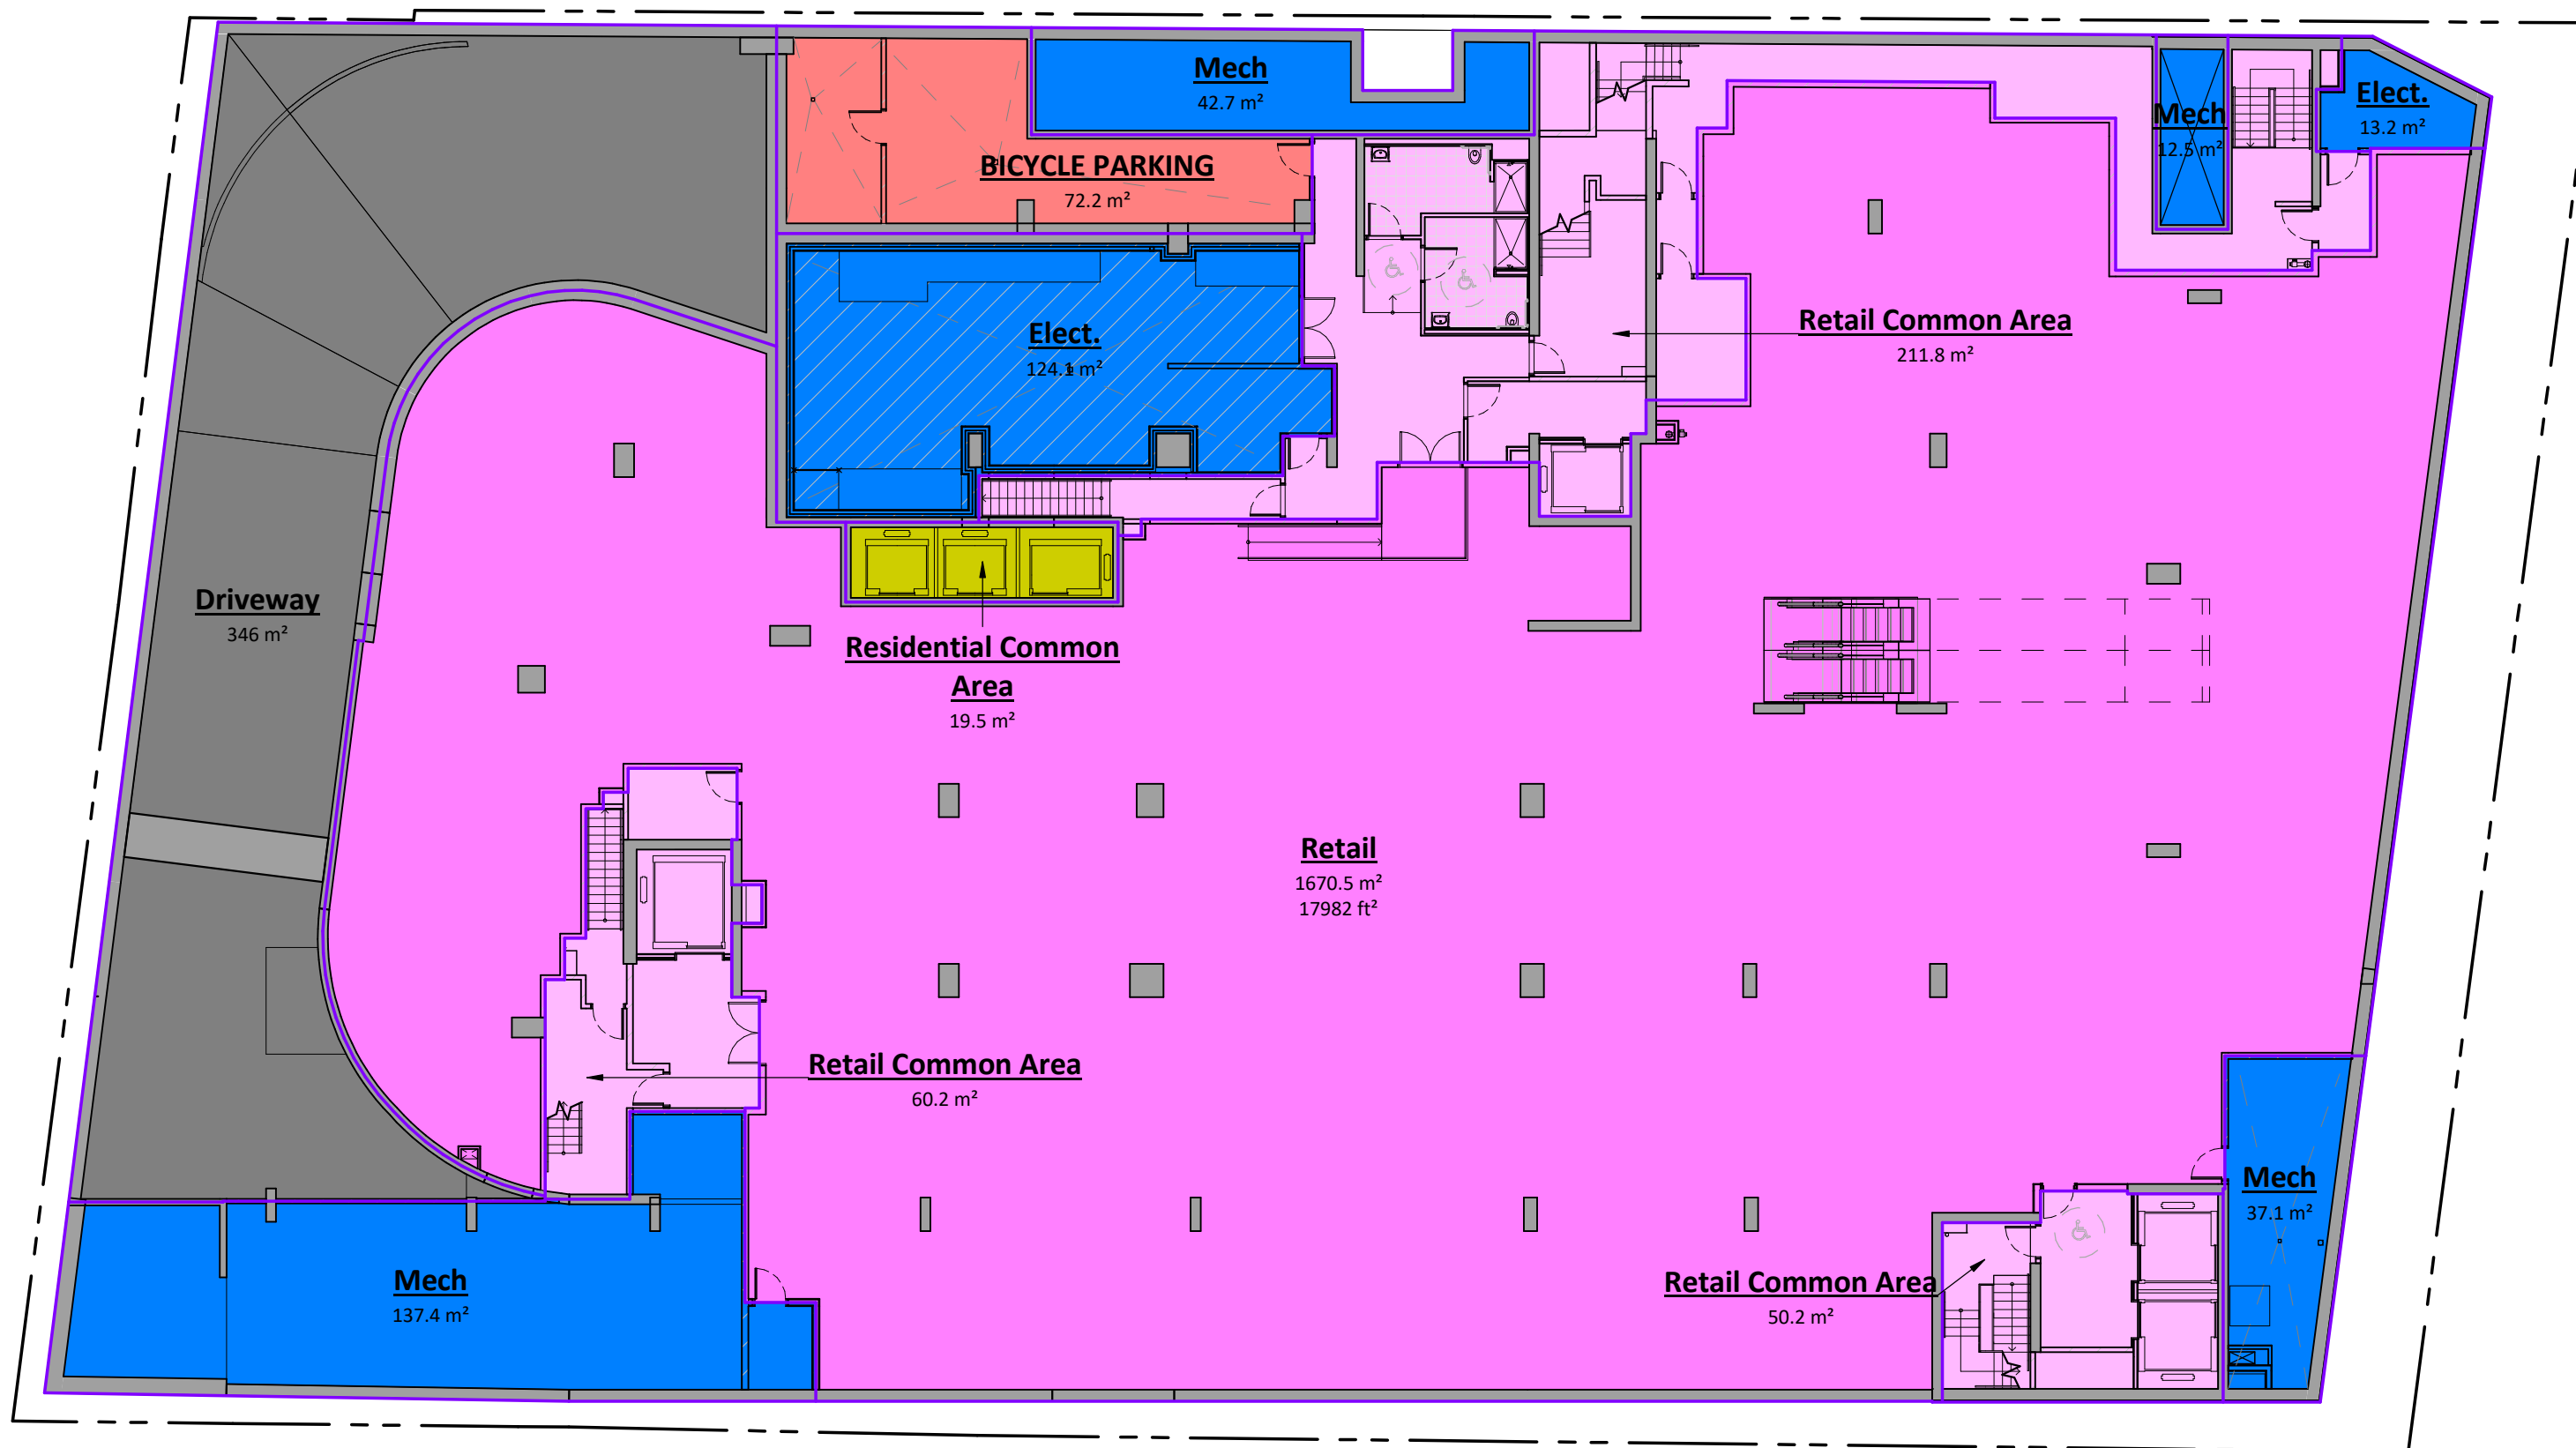 Mech
42.7 m²
Elect.
13.2 m²
Mech
12.5 m²
BICYCLE PARKING
72.2 m²
Elect.
124.1 m²
Retail Common Area
211.8 m²
Driveway
346 m²
Residential Common
Area
19.5 m²
Retail
1670.5 m²
17982 ft²
Retail Common Area
60.2 m²
Mech
37.1 m²
Mech
137.4 m²
Retail Common Area
50.2 m²